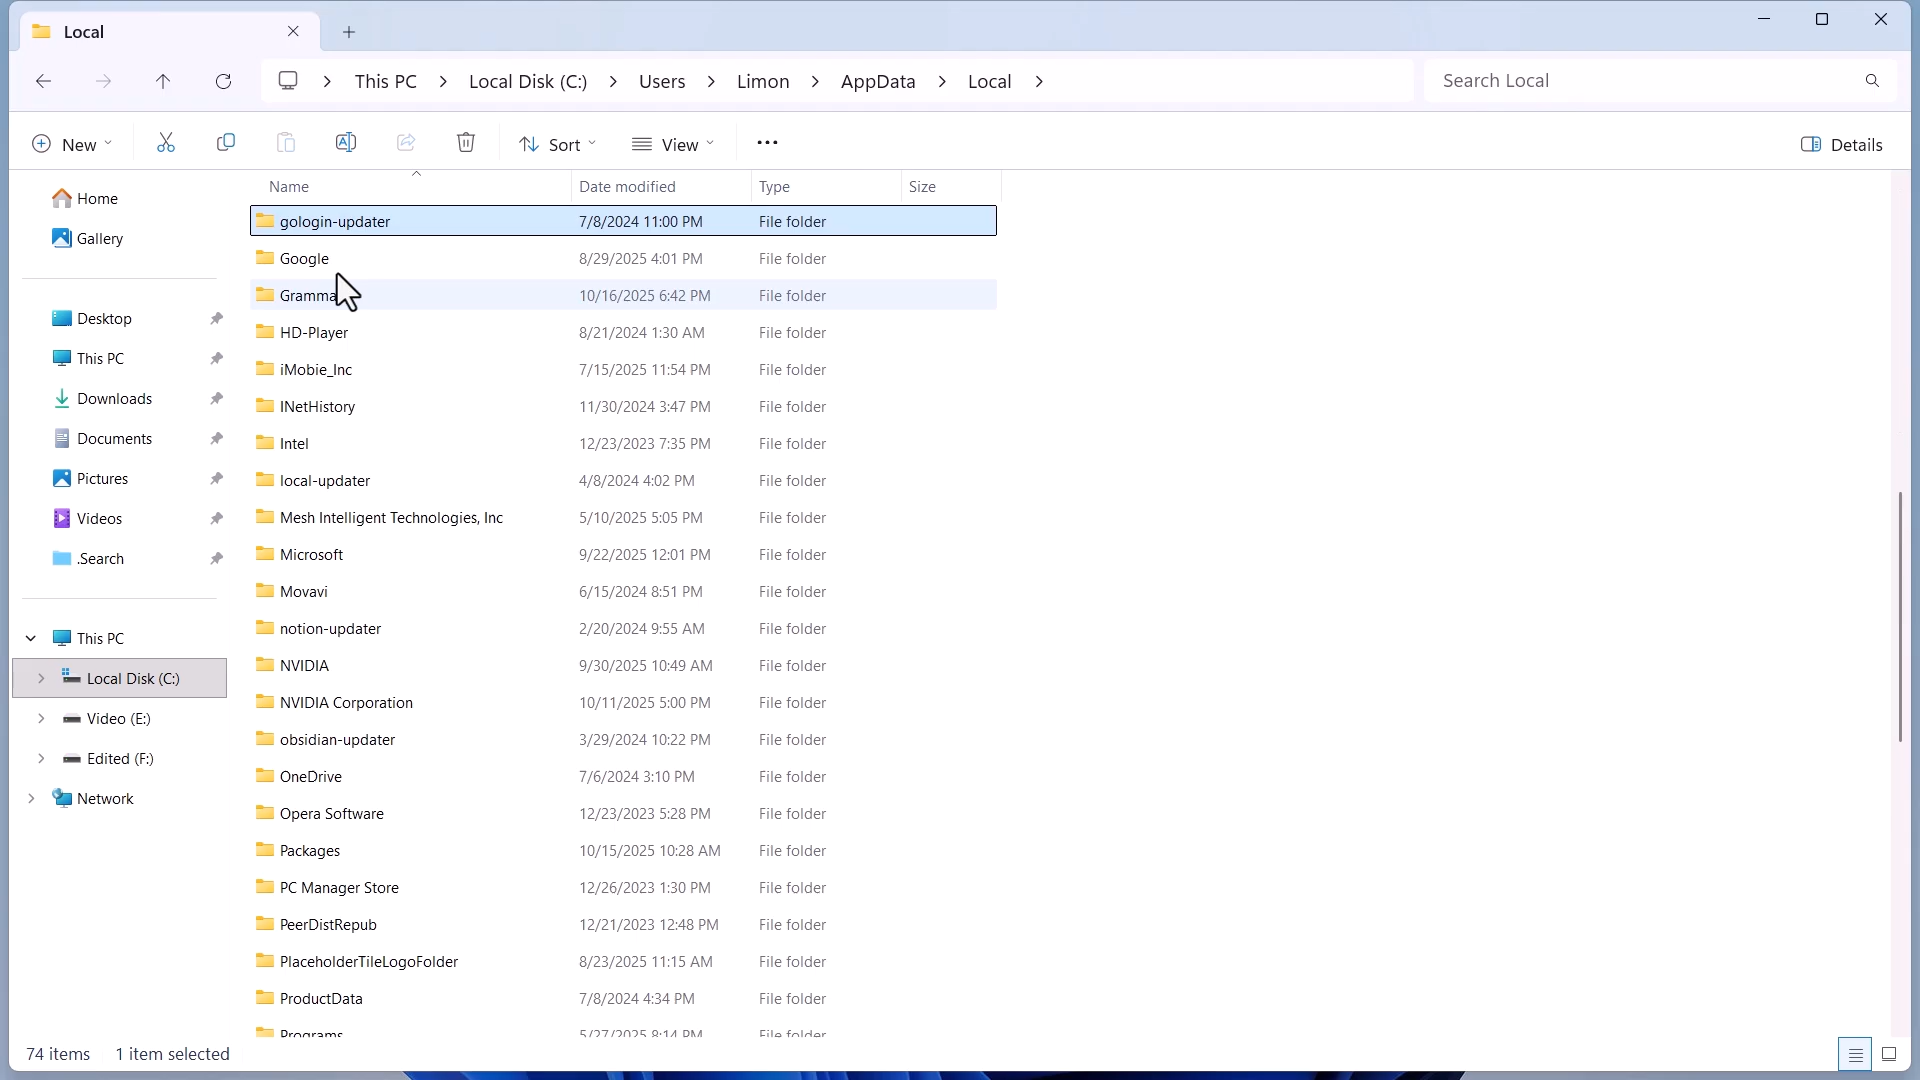 Local
This PC Local Disk (C:) Users Limon AppData Local
Search Local
New
Sort
View
Details
Home
Gallery
Desktop
This PC
Downloads
Documents
Pictures
Videos
.Search
This PC
Local Disk (C:)
Video (E:)
Edited (F:)
Network
Name Date modified Type Size
gologin-updater 7/8/2024 11:00 PM File folder
Google 8/29/2025 4:01 PM File folder
Gramma 10/16/2025 6:42 PM File folder
HD-Player 8/21/2024 1:30 AM File folder
iMobie_Inc 7/15/2025 11:54 PM File folder
INetHistory 11/30/2024 3:47 PM File folder
Intel 12/23/2023 7:35 PM File folder
local-updater 4/8/2024 4:02 PM File folder
Mesh Intelligent Technologies, Inc 5/10/2025 5:05 PM File folder
Microsoft 9/22/2025 12:01 PM File folder
Movavi 6/15/2024 8:51 PM File folder
notion-updater 2/20/2024 9:55 AM File folder
NVIDIA 9/30/2025 10:49 AM File folder
NVIDIA Corporation 10/11/2025 5:00 PM File folder
obsidian-updater 3/29/2024 10:22 PM File folder
OneDrive 7/6/2024 3:10 PM File folder
Opera Software 12/23/2023 5:28 PM File folder
Packages 10/15/2025 10:28 AM File folder
PC Manager Store 12/26/2023 1:30 PM File folder
PeerDistRepub 12/21/2023 12:48 PM File folder
PlaceholderTileLogoFolder 8/23/2025 11:15 AM File folder
ProductData 7/8/2024 4:34 PM File folder
Programs 5/27/2025 8:14 PM File folder
74 items 1 item selected